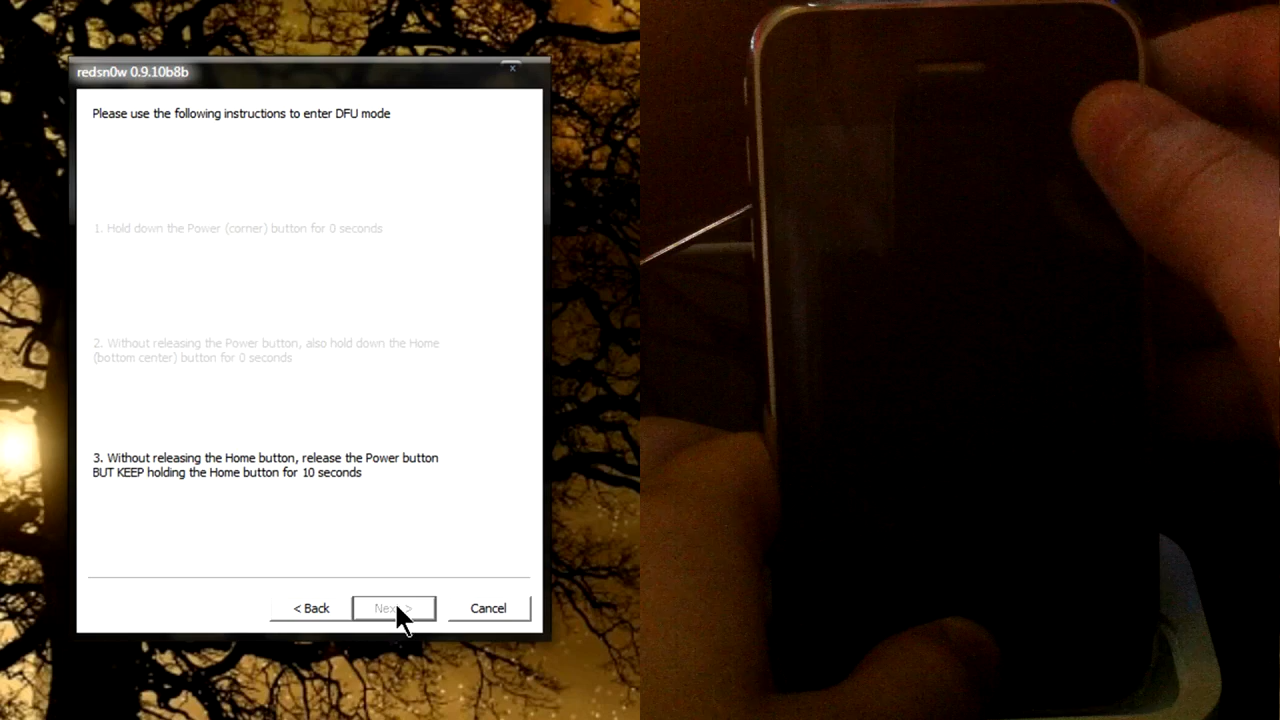 redsn0w 0.9.10b8b
Please use the following instructions to enter DFU mode
1. Hold down the Power (corner) button for 0 seconds
2. Without releasing the Power button, also hold down the Home
(bottom center) button for 0 seconds
3. Without releasing the Home button, release the Power button
BUT KEEP holding the Home button for 10 seconds
< Back
Next >
Cancel